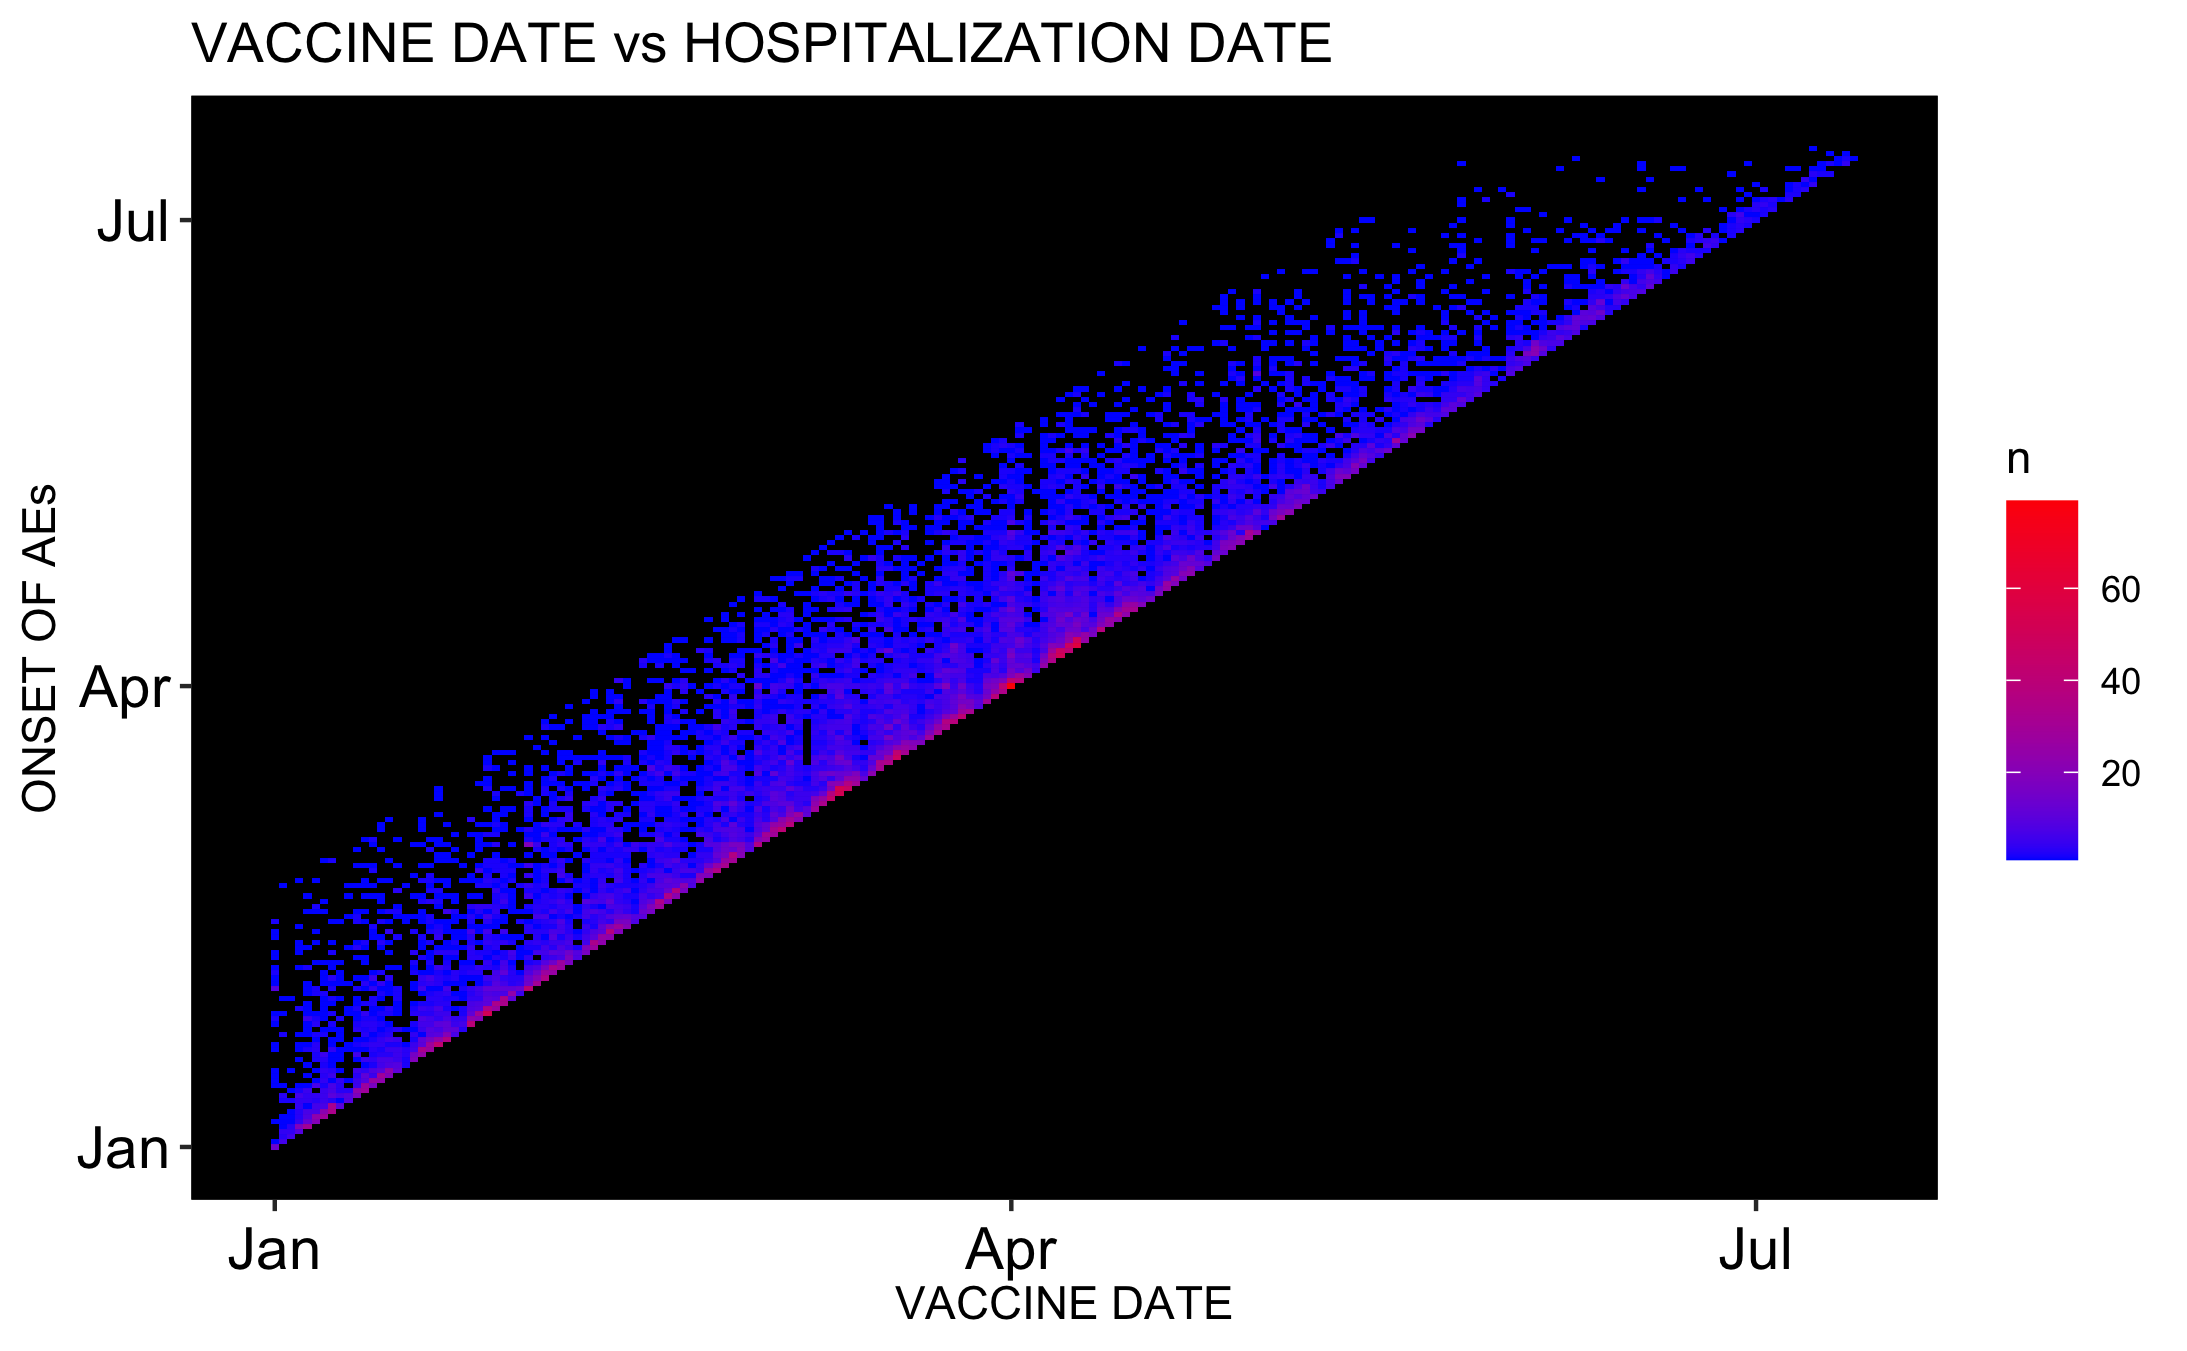 VACCINE DATE vs HOSPITALIZATION DATE
ONSET OF AEs
Jul
Apr
Jan
Jan
Apr
Jul
VACCINE DATE
n
60
40
20